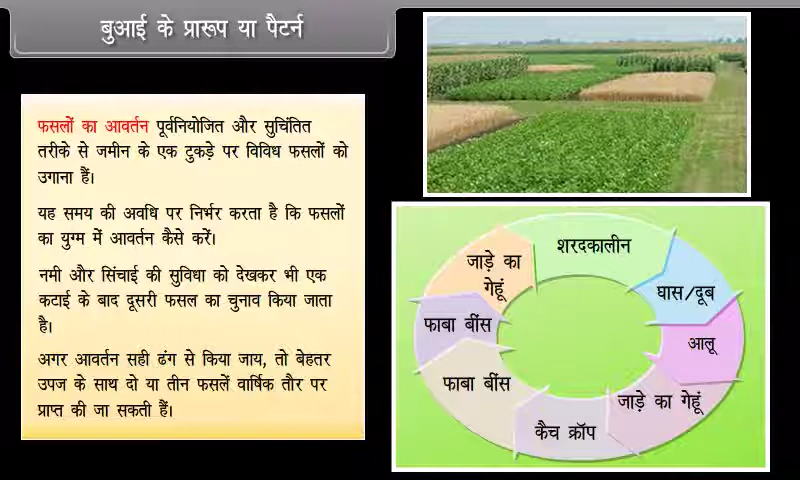 बुआई के प्रारूप या पैटर्न
फसलों का आवर्तन पूर्वनियोजित और सुचिंतित
तरीके से जमीन के एक टुकड़े पर विविध फसलों को
उगाना हैं।
यह समय की अवधि पर निर्भर करता है कि फसलों
का युग्म में आवर्तन कैसे करें।
नमी और सिंचाई की सुविधा को देखकर भी एक
कटाई के बाद दूसरी फसल का चुनाव किया जाता
है।
अगर आवर्तन सही ढंग से किया जाय, तो बेहतर
उपज के साथ दो या तीन फसलें वार्षिक तौर पर
प्राप्त की जा सकती हैं।
शरदकालीन
घास/दूब
आलू
जाड़े का गेहूं
कैच क्रॉप
फाबा बींस
फाबा बींस
जाड़े का
गेहूं